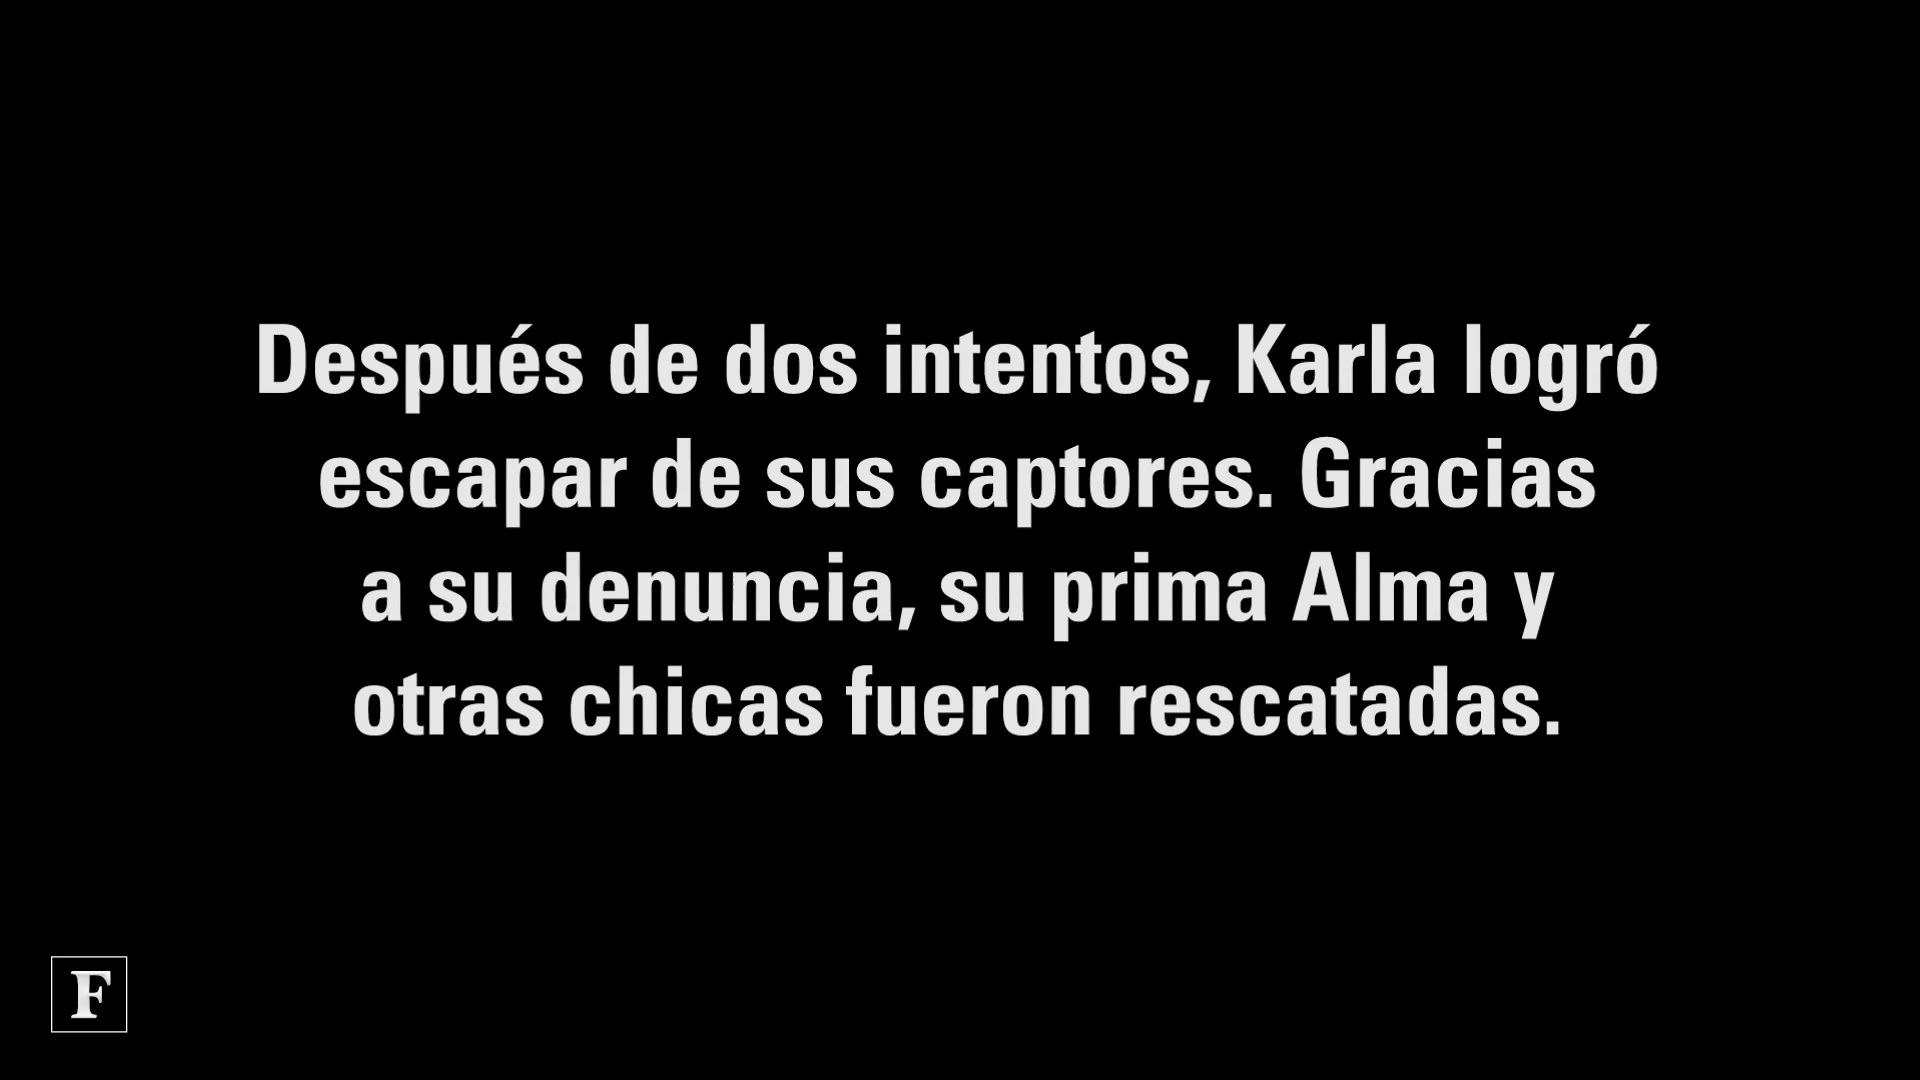 Después de dos intentos, Karla logró
escapar de sus captores. Gracias
a su denuncia, su prima Alma y
otras chicas fueron rescatadas.
F